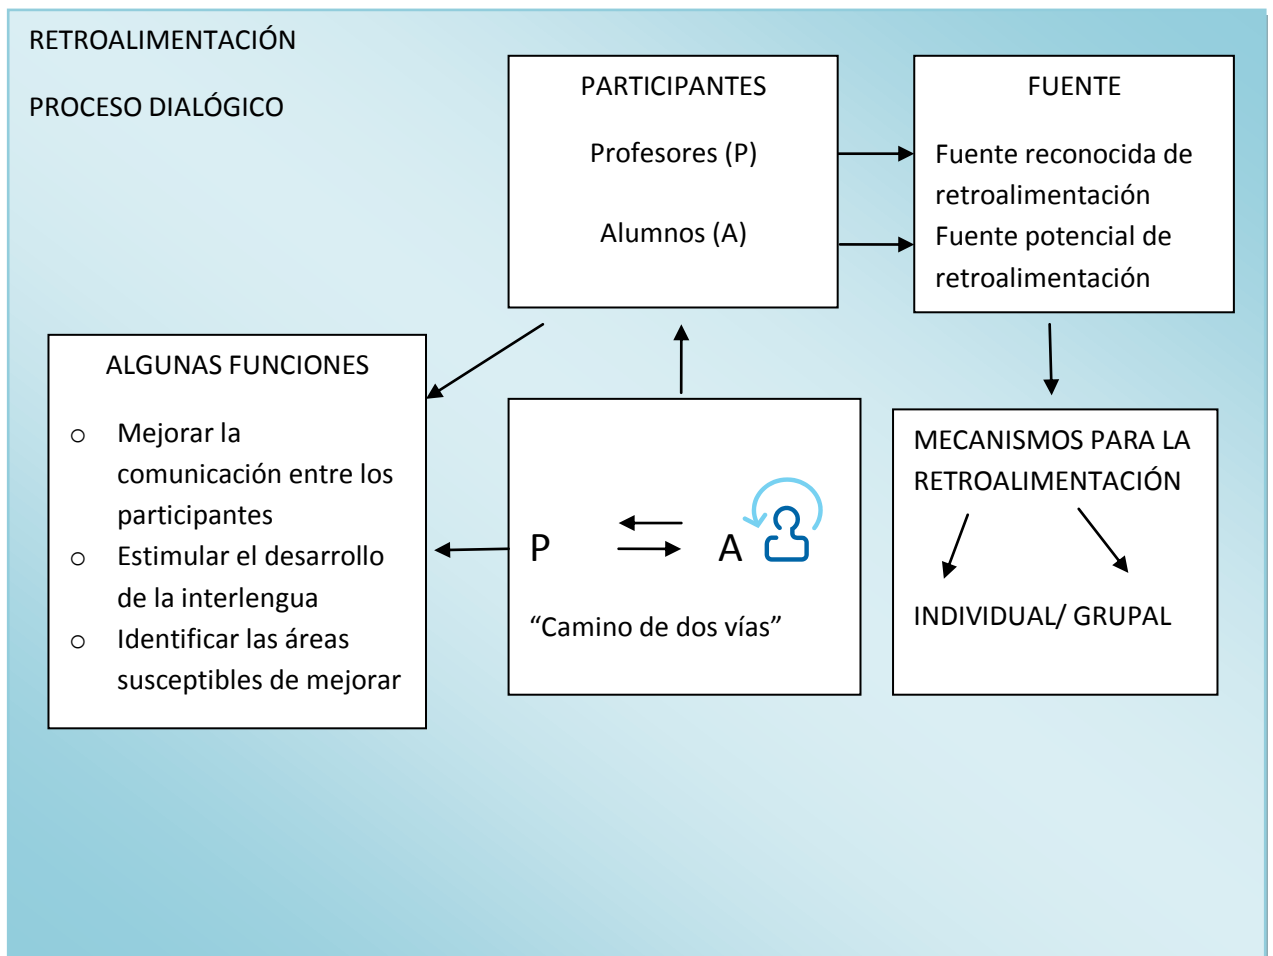 RETROALIMENTACIÓN
PROCESO DIALÓGICO
PARTICIPANTES
Profesores (P)
Alumnos (A)
FUENTE
Fuente reconocida de
retroalimentación
Fuente potencial de
retroalimentación
ALGUNAS FUNCIONES
o Mejorar la
comunicación entre los
participantes
o Estimular el desarrollo
de la interlengua
o Identificar las áreas
susceptibles de mejorar
P A
“Camino de dos vías”
MECANISMOS PARA LA
RETROALIMENTACIÓN
INDIVIDUAL/ GRUPAL